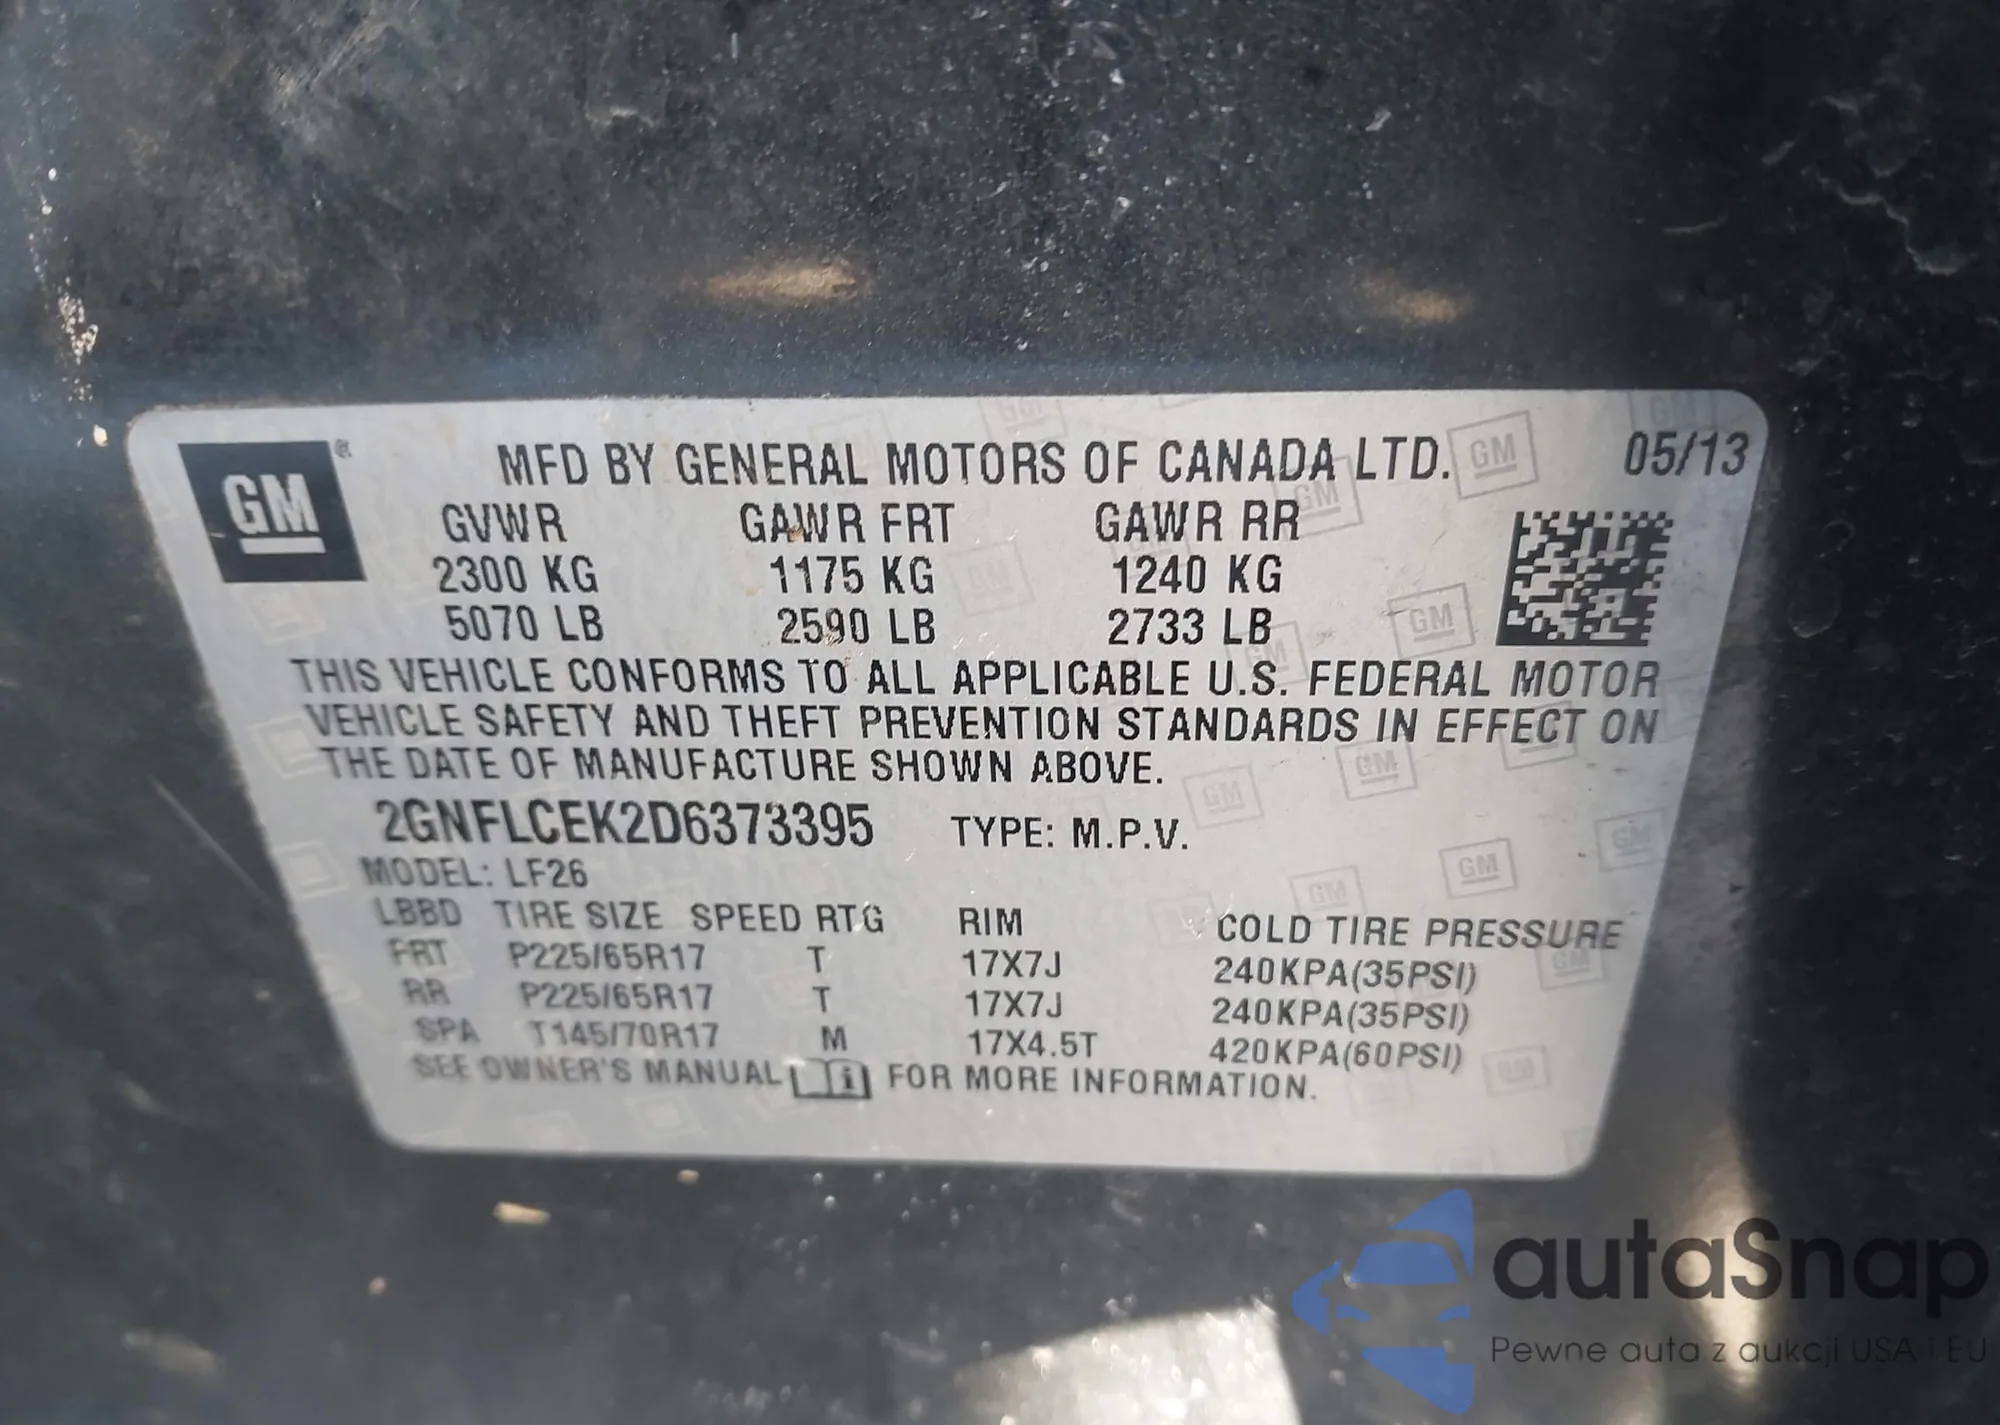 GM® MFD BY GENERAL MOTORS OF CANADA LTD. 05/13
GVWR GAWR FRT GAWR RR
2300 KG 1175 KG 1240 KG
5070 LB 2590 LB 2733 LB
THIS VEHICLE CONFORMS TO ALL APPLICABLE U.S. FEDERAL MOTOR
VEHICLE SAFETY AND THEFT PREVENTION STANDARDS IN EFFECT ON
THE DATE OF MANUFACTURE SHOWN ABOVE.
2GNFLCEK2D6373395 TYPE: M.P.V.
MODEL: LF26
LBBD TIRE SIZE SPEED RTG RIM COLD TIRE PRESSURE
FRT P225/65R17 T 17X7J 240KPA(35PSI)
RR P225/65R17 T 17X7J 240KPA(35PSI)
SPA T145/70R17 M 17X4.5T 420KPA(60PSI)
SEE OWNER'S MANUAL FOR MORE INFORMATION.
autaSnap
Pewne auta z aukcji USA i EU